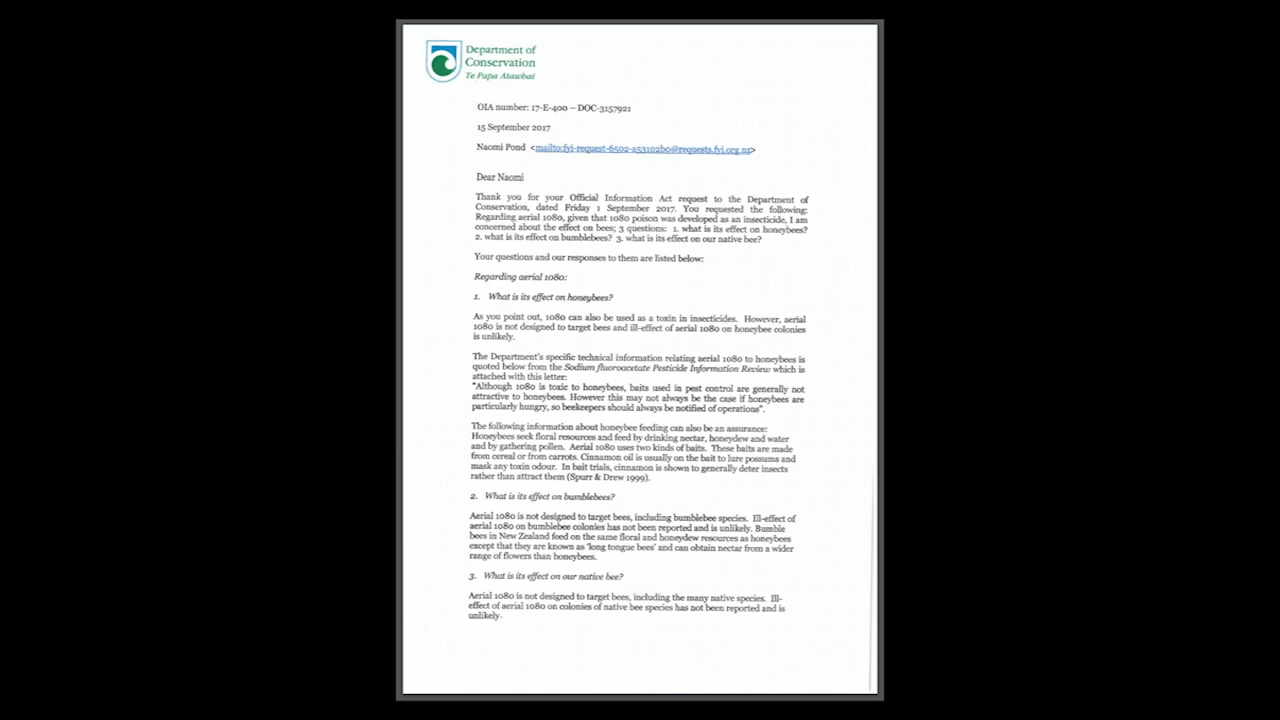 Department of
Conservation
Te Papa Atawhai
OIA number: 17-E-400 – DOC-3157921
15 September 2017
Naomi Pond <mailto:fyi-request-6502-a53102b0@requests.fyi.org.nz>
Dear Naomi
Thank you for your Official Information Act request to the Department of
Conservation, dated Friday 1 September 2017. You requested the following:
Regarding aerial 1080, given that 1080 poison was developed as an insecticide, I am
concerned about the effect on bees; 3 questions: 1. what is its effect on honeybees?
2. what is its effect on bumblebees? 3. what is its effect on our native bee?
Your questions and our responses to them are listed below:
Regarding aerial 1080:
1. What is its effect on honeybees?
As you point out, 1080 can also be used as a toxin in insecticides. However, aerial
1080 is not designed to target bees and ill-effect of aerial 1080 on honeybee colonies
is unlikely.
The Department's specific technical information relating aerial 1080 to honeybees is
quoted below from the Sodium fluoroacetate Pesticide Information Review which is
attached with this letter:
"Although 1080 is toxic to honeybees, baits used in pest control are generally not
attractive to honeybees. However this may not always be the case if honeybees are
particularly hungry, so beekeepers should always be notified of operations".
The following information about honeybee feeding can also be an assurance:
Honeybees seek floral resources and feed by drinking nectar, honeydew and water
and by gathering pollen. Aerial 1080 uses two kinds of baits. These baits are made
from cereal or from carrots. Cinnamon oil is usually on the bait to lure possums and
mask any toxin odour. In bait trials, cinnamon is shown to generally deter insects
rather than attract them (Spurr & Drew 1999).
2. What is its effect on bumblebees?
Aerial 1080 is not designed to target bees, including bumblebee species. Ill-effect of
aerial 1080 on bumblebee colonies has not been reported and is unlikely. Bumble
bees in New Zealand feed on the same floral and honeydew resources as honeybees
except that they are known as 'long tongue bees' and can obtain nectar from a wider
range of flowers than honeybees.
3. What is its effect on our native bee?
Aerial 1080 is not designed to target bees, including the many native species. Ill-
effect of aerial 1080 on colonies of native bee species has not been reported and is
unlikely.